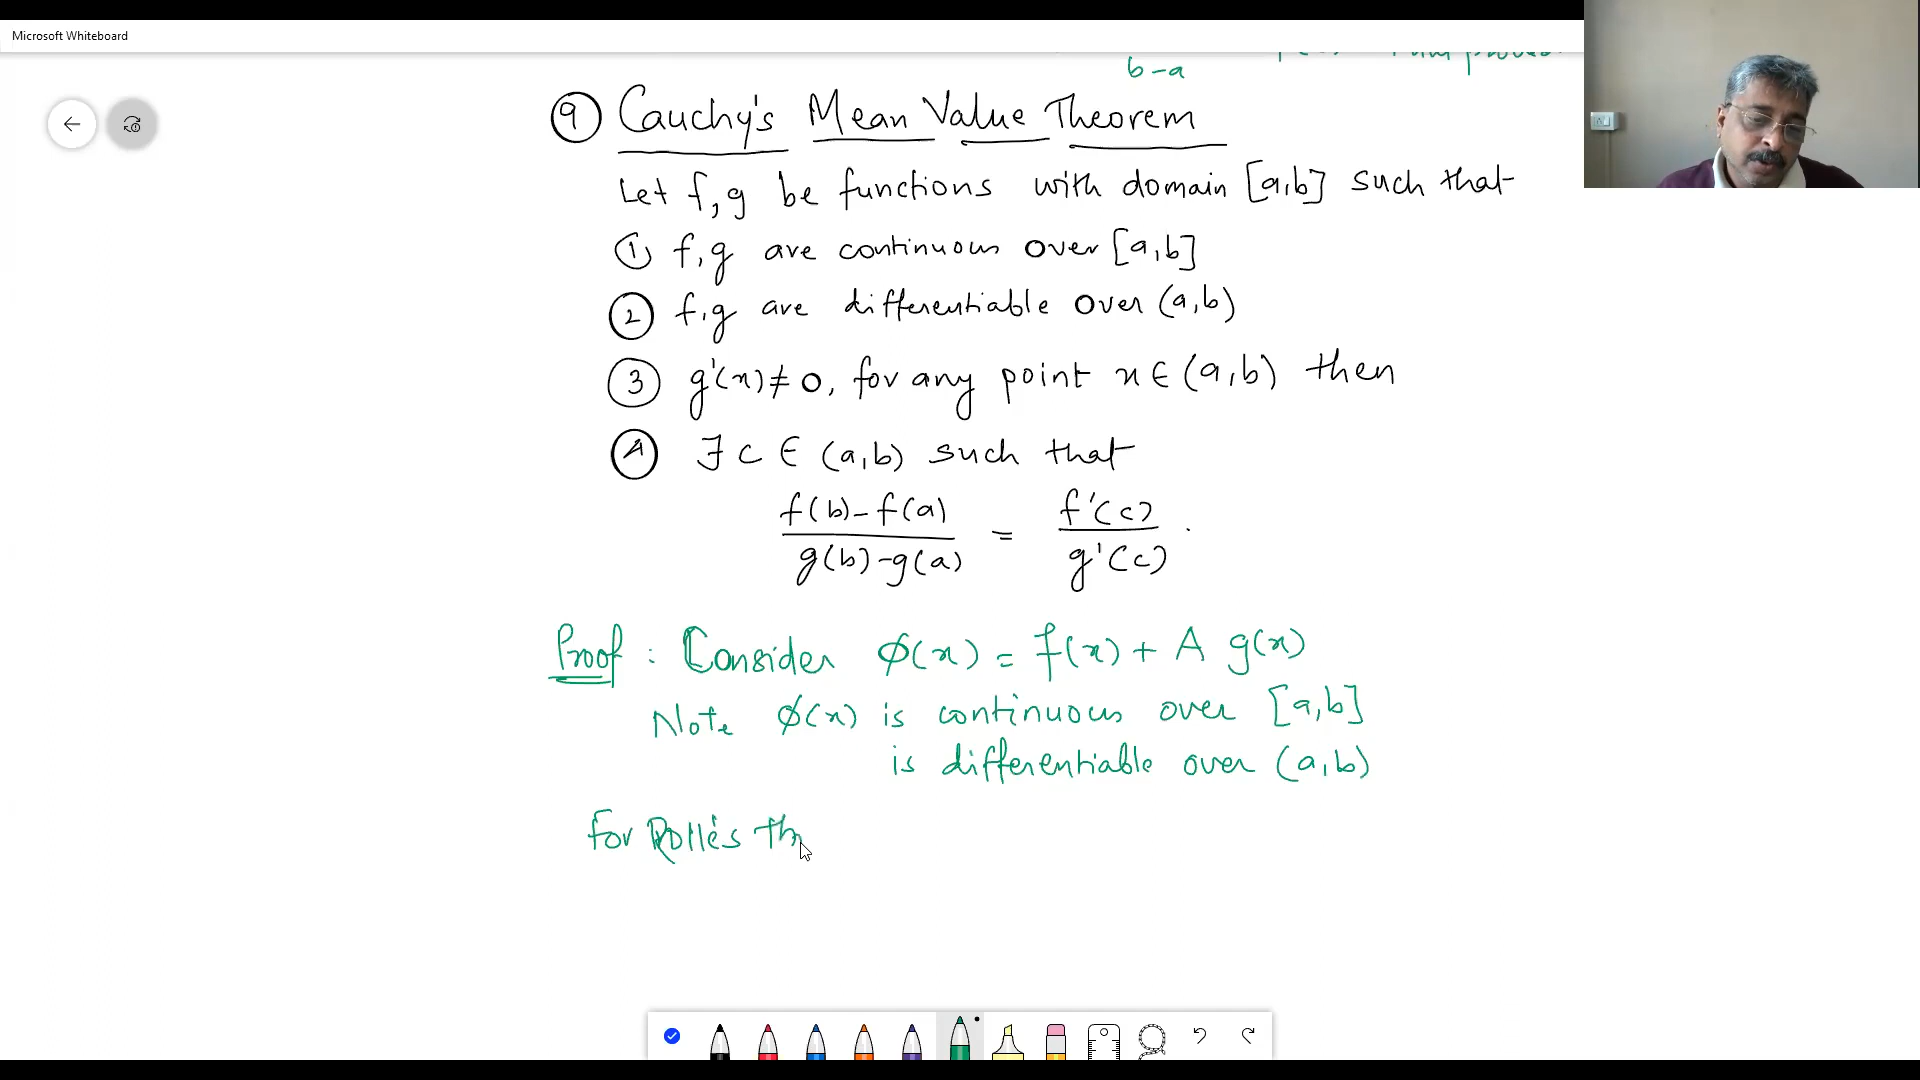 Microsoft Whiteboard
b-a
⑨ Cauchy's Mean Value Theorem
Let f,g be functions with domain [a,b] such that
① f,g are continuous over [a,b]
② f,g are differentiable over (a,b)
③ g'(x)≠0, for any point x∈(a,b) then
Ⓐ ∃ c ∈ (a,b) such that
f(b)-f(a) / g(b)-g(a) = f'(c) / g'(c) .
Proof : Consider ϕ(x) = f(x) + A g(x)
Note ϕ(x) is continuous over [a,b]
is differentiable over (a,b)
For Rolle's Th